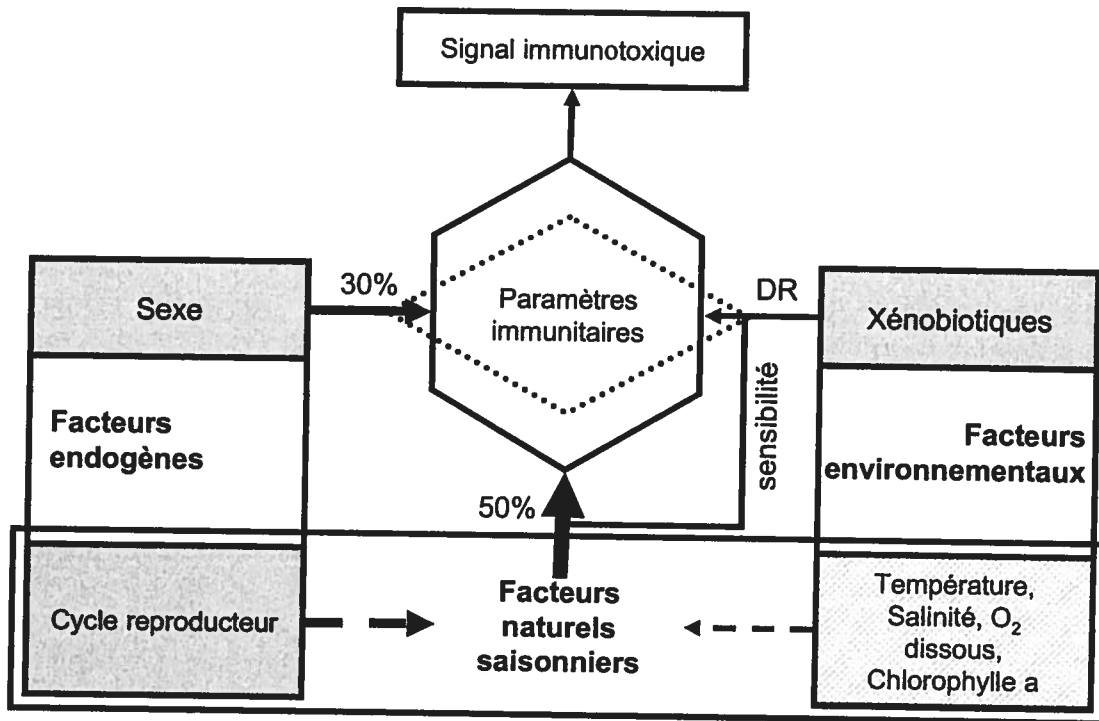 Signal immunotoxique
30%
DR
Sexe
Paramètres
immunitaires
Xénobiotiques
sensibilité
Facteurs
endogènes
Facteurs
environnementaux
50%
Cycle reproducteur
Facteurs
naturels
saisonniers
Température,
Salinité, O₂
dissous,
Chlorophylle a